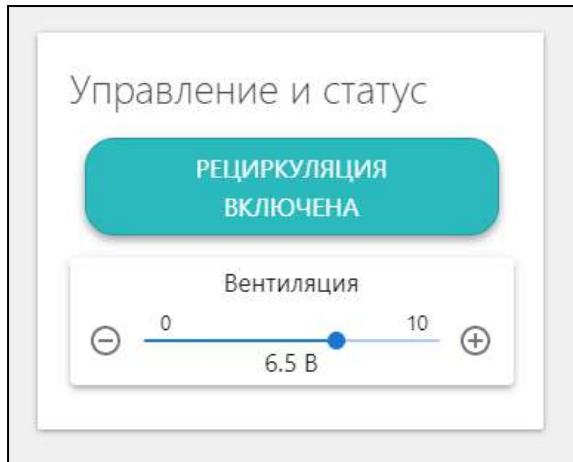 Управление и статус
РЕЦИРКУЛЯЦИЯ
ВКЛЮЧЕНА
Вентиляция
0 10
6.5 В